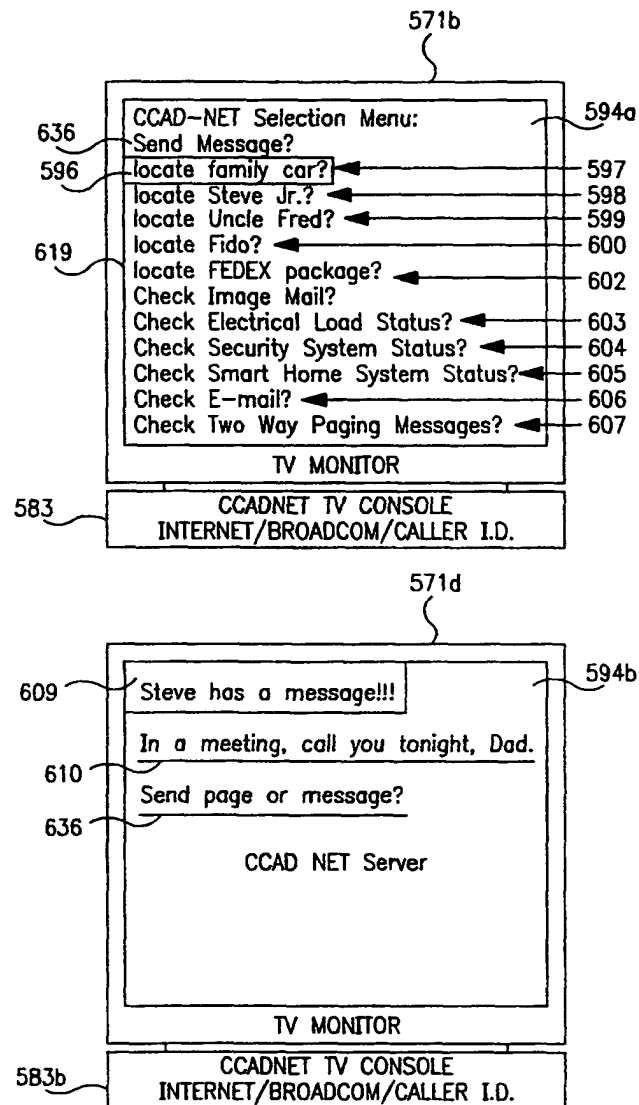 571b
CCAD-NET Selection Menu:
594a
636
Send Message?
596
locate family car?
597
locate Steve Jr.?
598
locate Uncle Fred?
599
619
locate Fido?
600
locate FEDEX package?
602
Check Image Mail?
Check Electrical Load Status?
603
Check Security System Status?
604
Check Smart Home System Status?
605
Check E-mail?
606
Check Two Way Paging Messages?
607
TV MONITOR
583
CCADNET TV CONSOLE
INTERNET/BROADCOM/CALLER I.D.
571d
594b
609
Steve has a message!!!
In a meeting, call you tonight, Dad.
610
Send page or message?
636
CCAD NET Server
TV MONITOR
583b
CCADNET TV CONSOLE
INTERNET/BROADCOM/CALLER I.D.